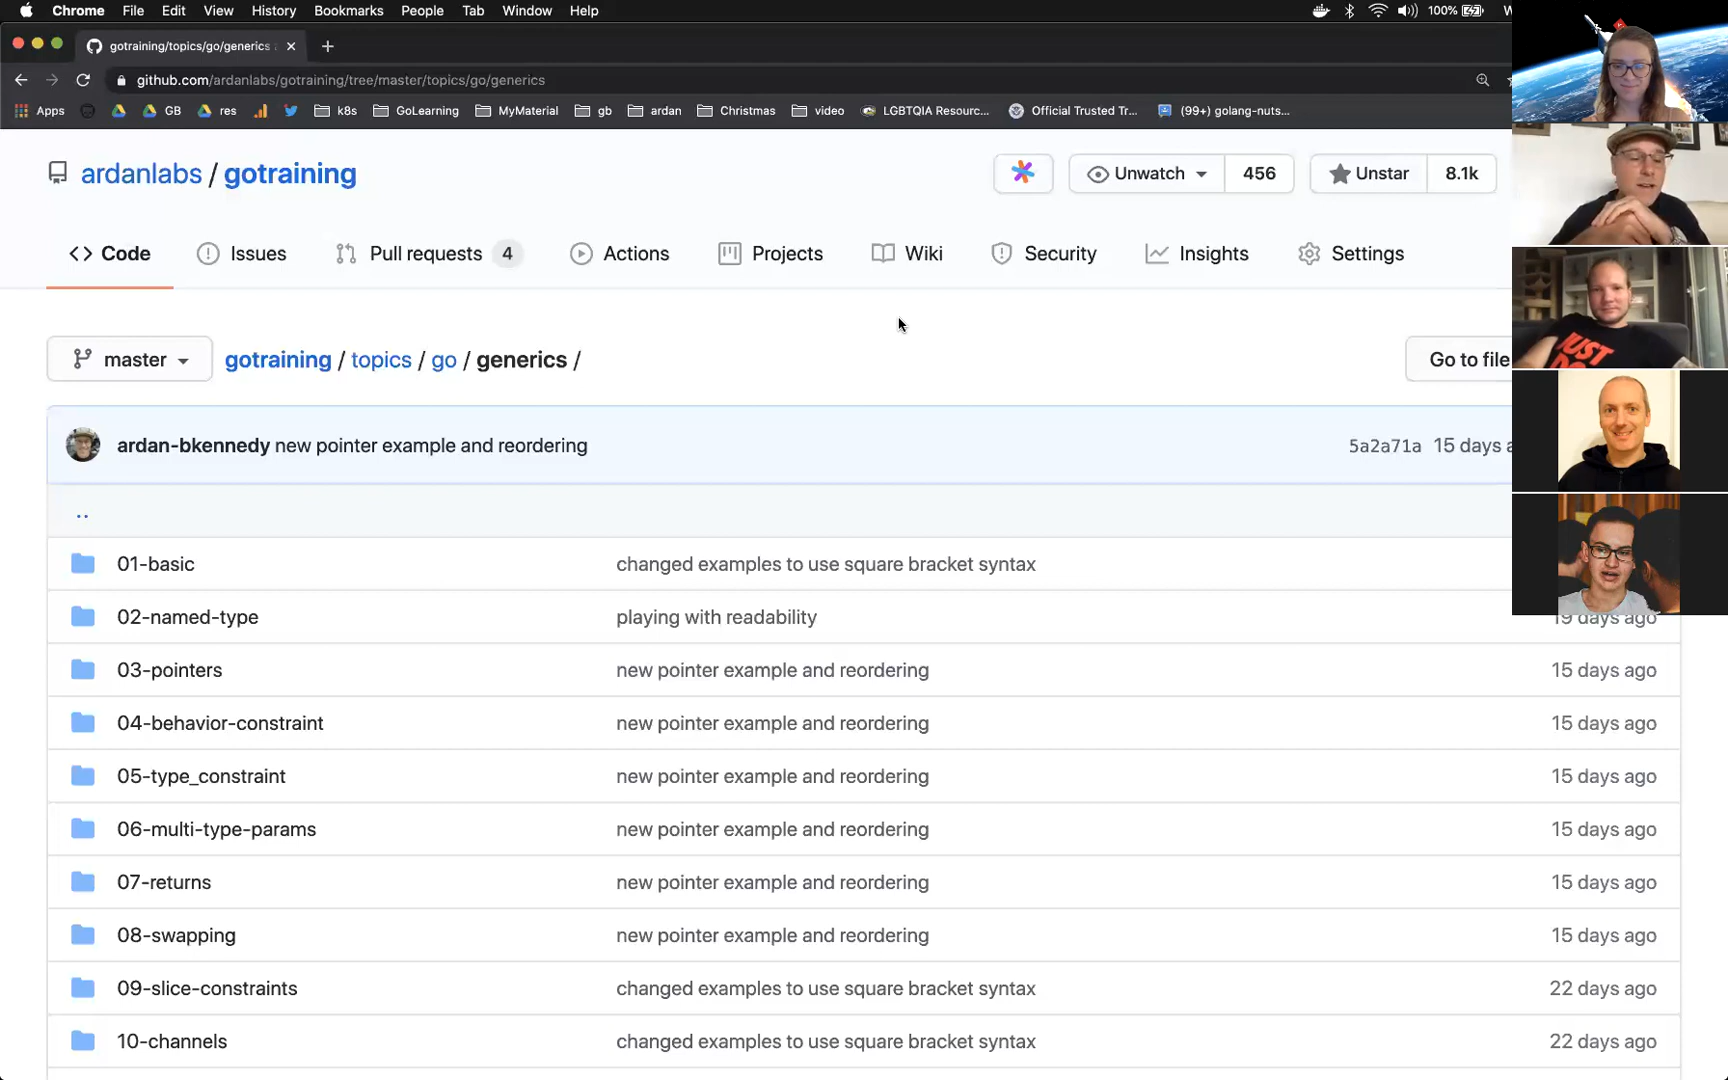 Chrome File Edit View History Bookmarks People Tab Window Help 100%
gotraining/topics/go/generics
github.com/ardanlabs/gotraining/tree/master/topics/go/generics
Apps GB res k8s GoLearning MyMaterial gb ardan Christmas video LGBTQIA Resourc... Official Trusted Tr... (99+) golang-nuts...
ardanlabs / gotraining Unwatch 456 Unstar 8.1k
<> Code Issues Pull requests 4 Actions Projects Wiki Security Insights Settings
master gotraining / topics / go / generics / Go to file
ardan-bkennedy new pointer example and reordering 5a2a71a 15 days
..
01-basic changed examples to use square bracket syntax
02-named-type playing with readability 19 days ago
03-pointers new pointer example and reordering 15 days ago
04-behavior-constraint new pointer example and reordering 15 days ago
05-type_constraint new pointer example and reordering 15 days ago
06-multi-type-params new pointer example and reordering 15 days ago
07-returns new pointer example and reordering 15 days ago
08-swapping new pointer example and reordering 15 days ago
09-slice-constraints changed examples to use square bracket syntax 22 days ago
10-channels changed examples to use square bracket syntax 22 days ago
JUST